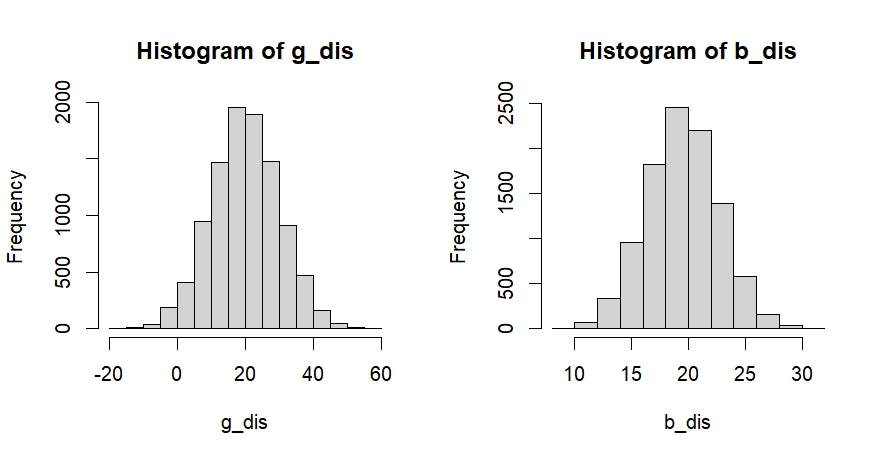 Histogram of g_dis
Frequency
2000
1000
500
0
-20 0 20 40 60
g_dis
Histogram of b_dis
Frequency
2500
1500
500
0
10 15 20 25 30
b_dis